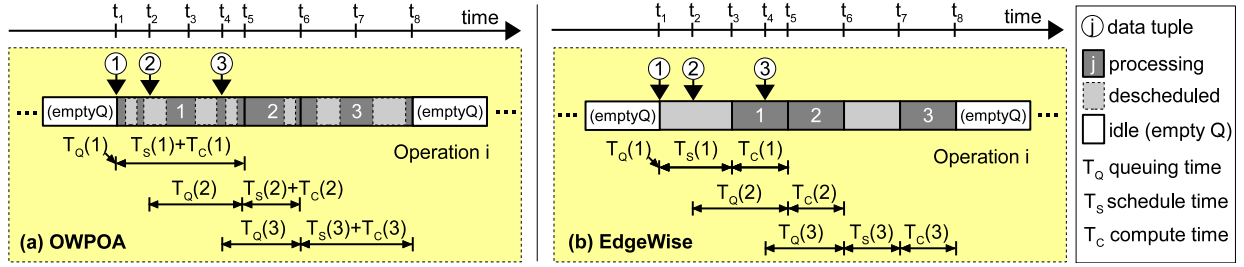 t1 t2 t3 t4 t5 t6 t7 t8 time
1 2 3
(emptyQ) 1 2 3 (emptyQ)
TQ(1) TS(1)+TC(1) Operation i
TQ(2) TS(2)+TC(2)
TQ(3) TS(3)+TC(3)
(a) OWPOA
t1 t2 t3 t4 t5 t6 t7 t8 time
1 2 3
(emptyQ) 1 2 3 (emptyQ)
TQ(1) TS(1) TC(1) Operation i
TQ(2) TC(2)
TQ(3) TS(3) TC(3)
(b) EdgeWise
j data tuple
j processing
descheduled
idle (empty Q)
TQ queuing time
TS schedule time
TC compute time